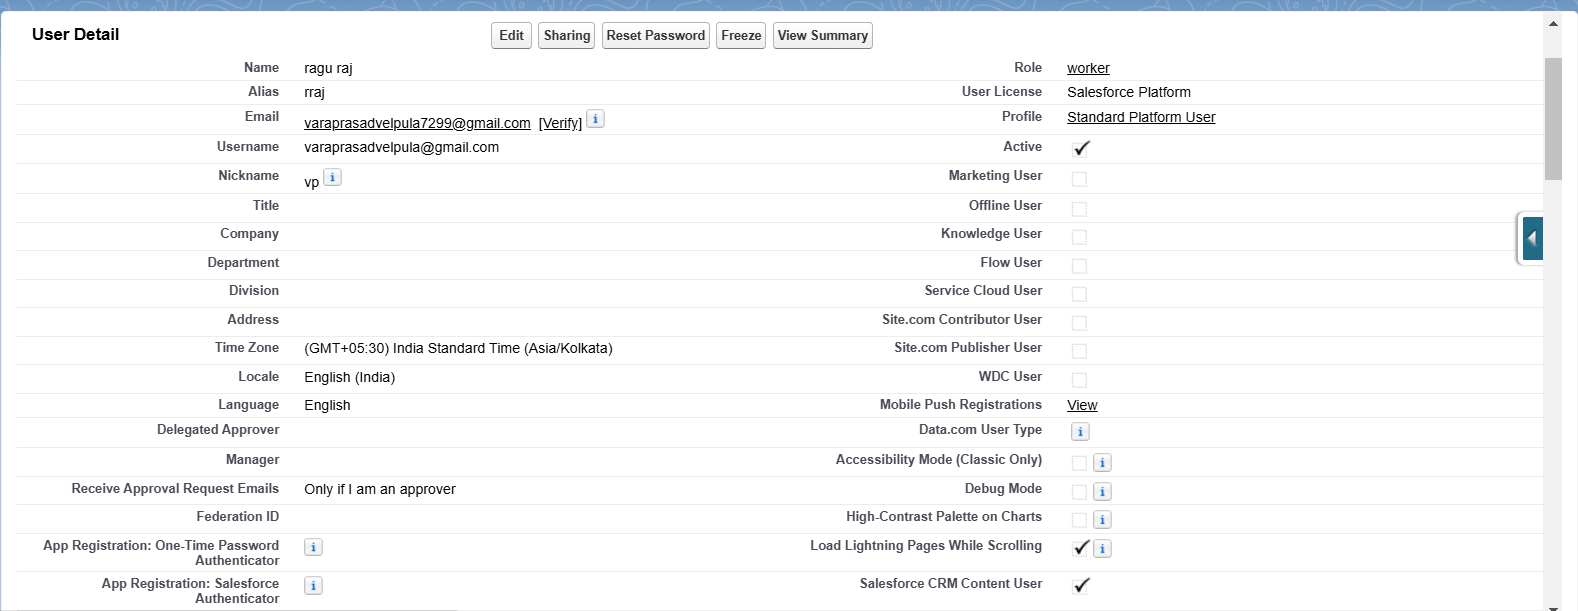 User Detail
Edit Sharing Reset Password Freeze View Summary
Name ragu raj Role worker
Alias rraj User License Salesforce Platform
Email varaprasadvelpula7299@gmail.com [Verify] i Profile Standard Platform User
Username varaprasadvelpula@gmail.com Active
Nickname vp i Marketing User
Title Offline User
Company Knowledge User
Department Flow User
Division Service Cloud User
Address Site.com Contributor User
Time Zone (GMT+05:30) India Standard Time (Asia/Kolkata) Site.com Publisher User
Locale English (India) WDC User
Language English Mobile Push Registrations View
Delegated Approver Data.com User Type i
Manager Accessibility Mode (Classic Only) i
Receive Approval Request Emails Only if I am an approver Debug Mode i
Federation ID High-Contrast Palette on Charts i
App Registration: One-Time Password i Load Lightning Pages While Scrolling i
Authenticator
App Registration: Salesforce i Salesforce CRM Content User
Authenticator